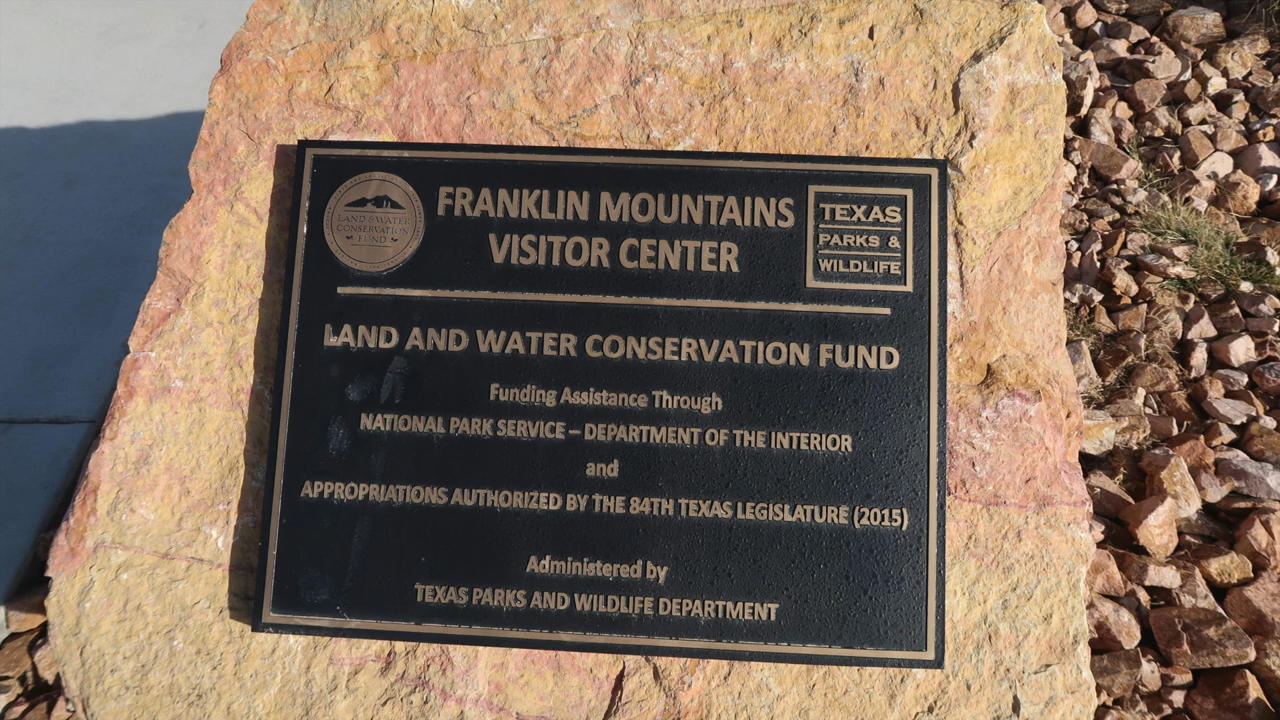 FRANKLIN MOUNTAINS
VISITOR CENTER
LAND & WATER
CONSERVATION
FUND
TEXAS
PARKS &
WILDLIFE
LAND AND WATER CONSERVATION FUND
Funding Assistance Through
NATIONAL PARK SERVICE – DEPARTMENT OF THE INTERIOR
and
APPROPRIATIONS AUTHORIZED BY THE 84TH TEXAS LEGISLATURE (2015)
Administered by
TEXAS PARKS AND WILDLIFE DEPARTMENT